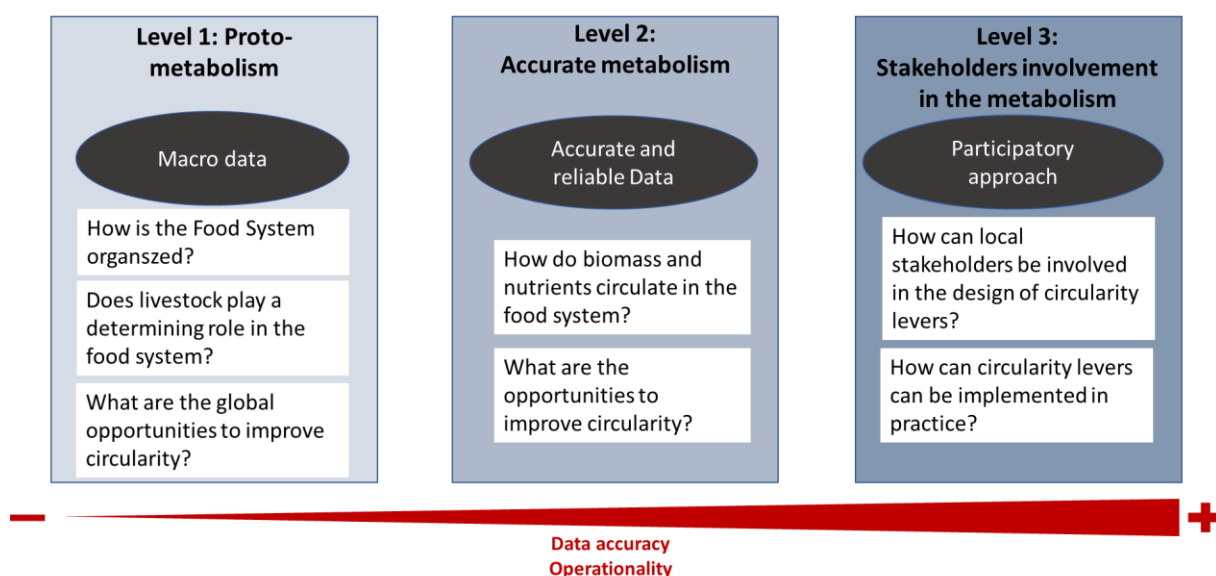 Level 1: Proto-
metabolism
Macro data
How is the Food System
organszed?
Does livestock play a
determining role in the
food system?
What are the global
opportunities to improve
circularity?
Level 2:
Accurate metabolism
Accurate and
reliable Data
How do biomass and
nutrients circulate in the
food system?
What are the
opportunities to
improve circularity?
Level 3:
Stakeholders involvement
in the metabolism
Participatory
approach
How can local
stakeholders be involved
in the design of circularity
levers?
How can circularity levers
can be implemented in
practice?
Data accuracy
Operationality